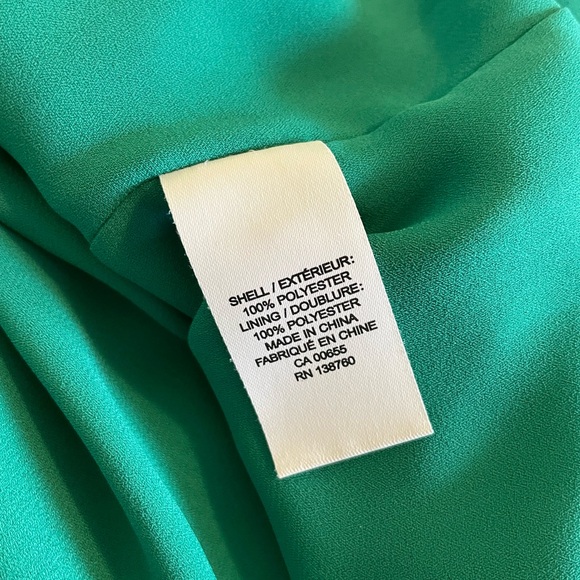 SHELL / EXTÉRIEUR:
100% POLYESTER
LINING / DOUBLURE:
100% POLYESTER
MADE IN CHINA
FABRIQUÉ EN CHINE
CA 00655
RN 138760